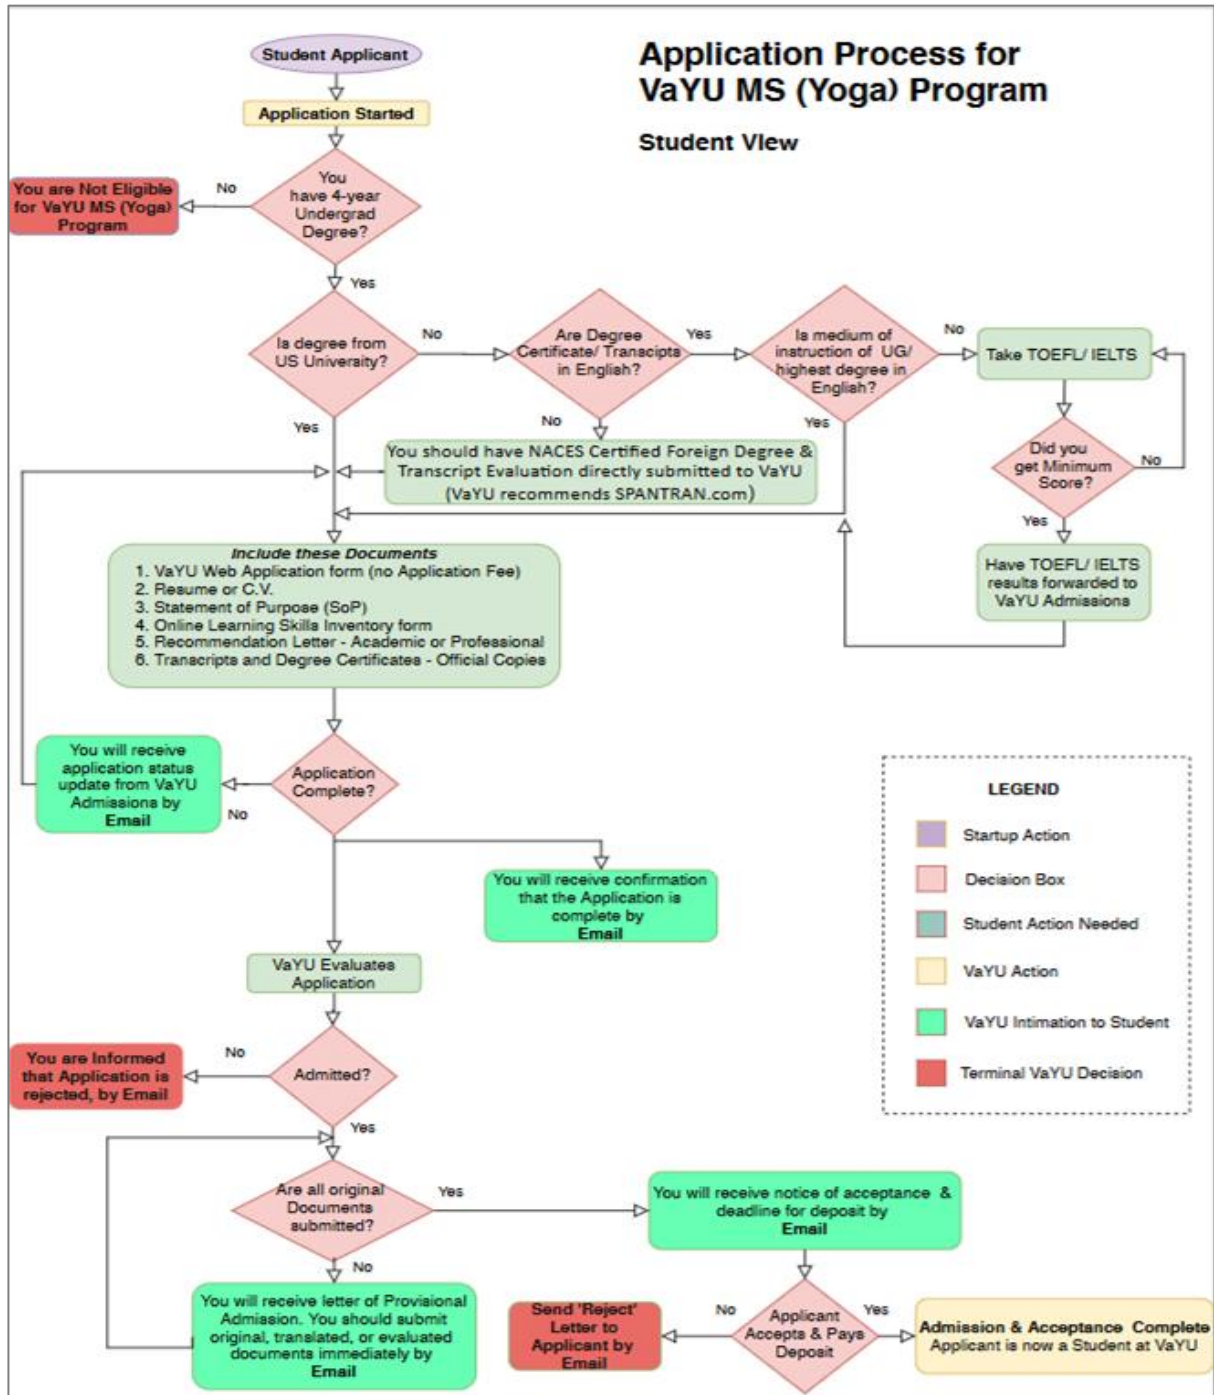 Application Process for
VaYU MS (Yoga) Program
Student VIew
Student Applicant
Application Started
You
have 4-year
Undergrad
Degree?
No
You are Not Eligible
for VaYU MS (Yoga)
Program
Yes
Is degree from
US University?
No
Are Degree
Certificate/ Transcipts
in English?
Yes
Is medium of
instruction of UG/
highest degree in
English?
No
Take TOEFL/ IELTS
Yes
No
Yes
You should have NACES Certified Foreign Degree &
Transcript Evaluation directly submitted to VaYU
(VaYU recommends SPANTRAN.com)
Did you
get Minimum
Score?
No
Yes
Have TOEFL/ IELTS
results forwarded to
VaYU Admissions
Include these Documents
1. VaYU Web Application form (no Application Fee)
2. Resume or C.V.
3. Statement of Purpose (SoP)
4. Online Learning Skills Inventory form
5. Recommendation Letter - Academic or Professional
6. Transcripts and Degree Certificates - Official Copies
Application
Complete?
No
You will receive
application status
update from VaYU
Admissions by
Email
You will receive confirmation
that the Application is
complete by
Email
VaYU Evaluates
Application
Admitted?
No
You are Informed
that Application is
rejected, by Email
Yes
Are all original
Documents
submitted?
Yes
You will receive notice of acceptance &
deadline for deposit by
Email
No
You will receive letter of Provisional
Admission. You should submit
original, translated, or evaluated
documents immediately by
Email
Applicant
Accepts & Pays
Deposit
No
Send 'Reject'
Letter to
Applicant by
Email
Yes
Admission & Acceptance Complete
Applicant is now a Student at VaYU
LEGEND
Startup Action
Decision Box
Student Action Needed
VaYU Action
VaYU Intimation to Student
Terminal VaYU Decision